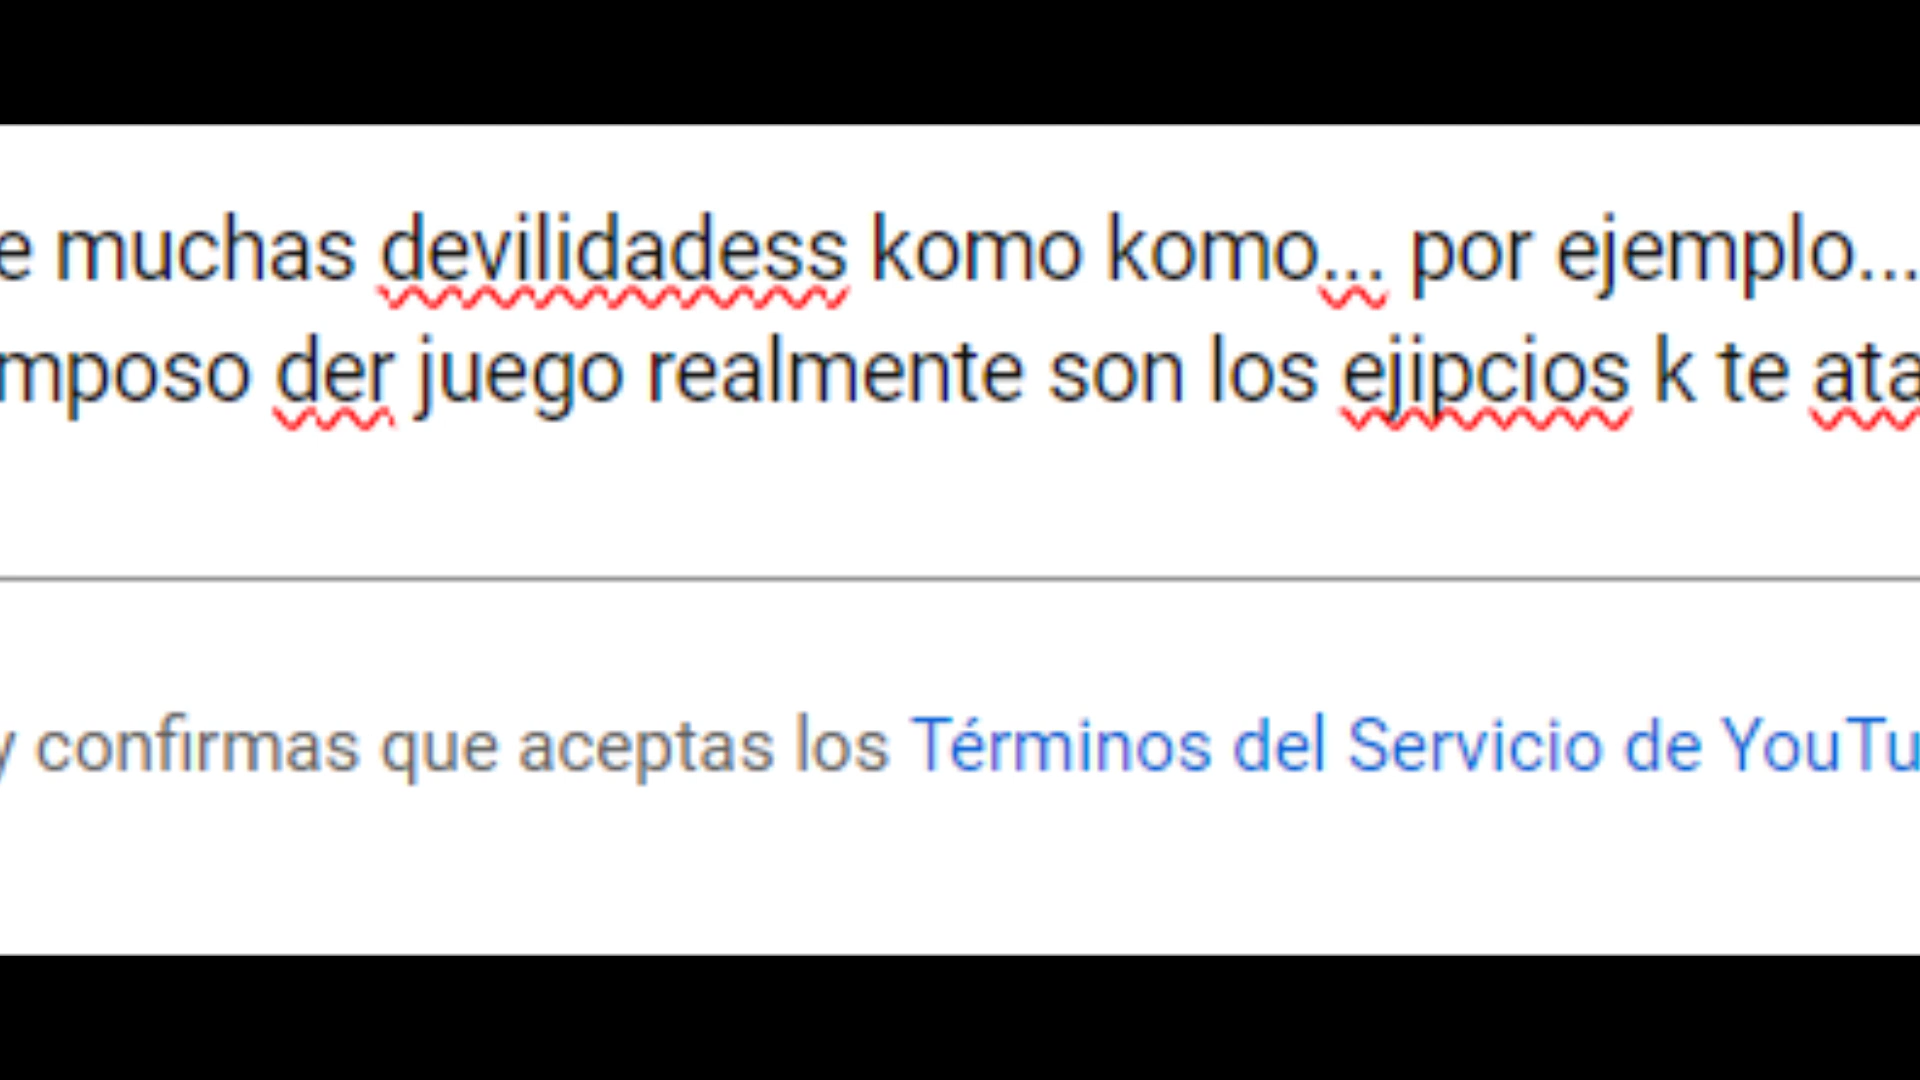 e muchas devilidadess komo komo... por ejemplo...
mposo der juego realmente son los ejipcios k te ata
y confirmas que aceptas los Términos del Servicio de YouTu